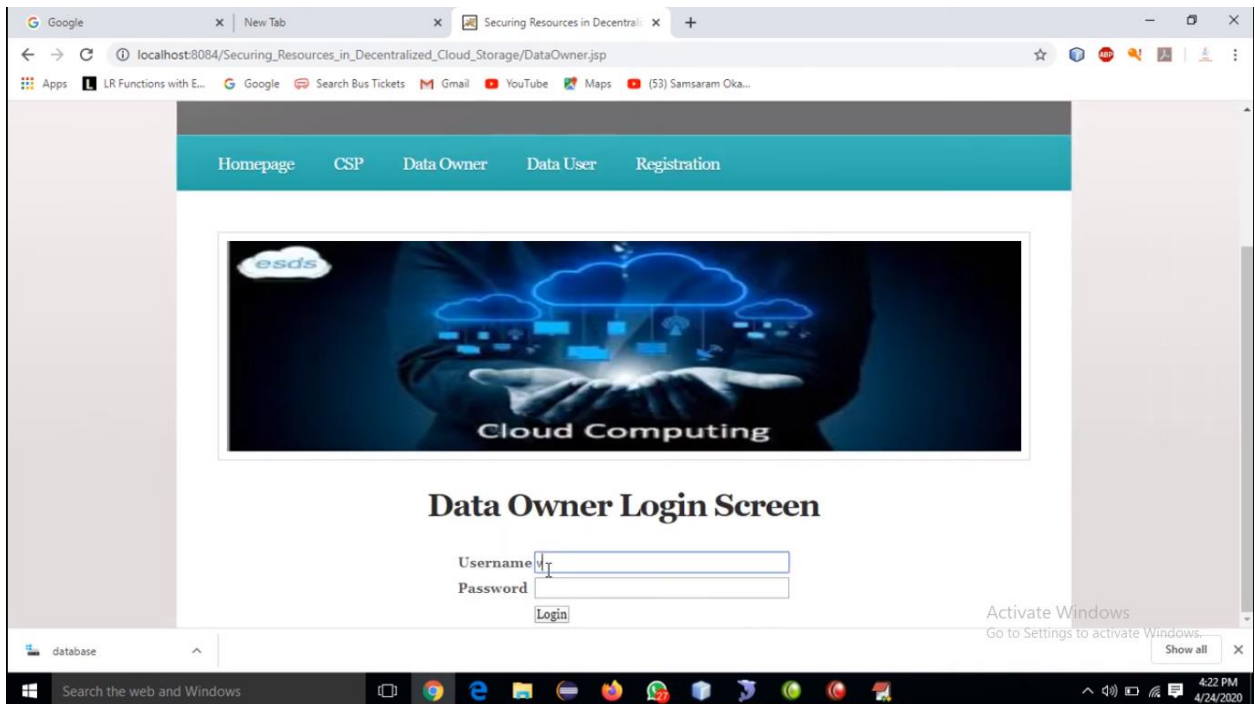 Google
New Tab
Securing Resources in Decentrali
localhost:8084/Securing_Resources_in_Decentralized_Cloud_Storage/DataOwner.jsp
ABP
Apps L LR Functions with E... G Google Search Bus Tickets M Gmail YouTube Maps (53) Samsaram Oka...
Homepage CSP Data Owner Data User Registration
esds
Cloud Computing
Data Owner Login Screen
Username v
Password
Login
Activate Windows
Go to Settings to activate Windows.
database
Show all
Search the web and Windows
27
4:22 PM
4/24/2020